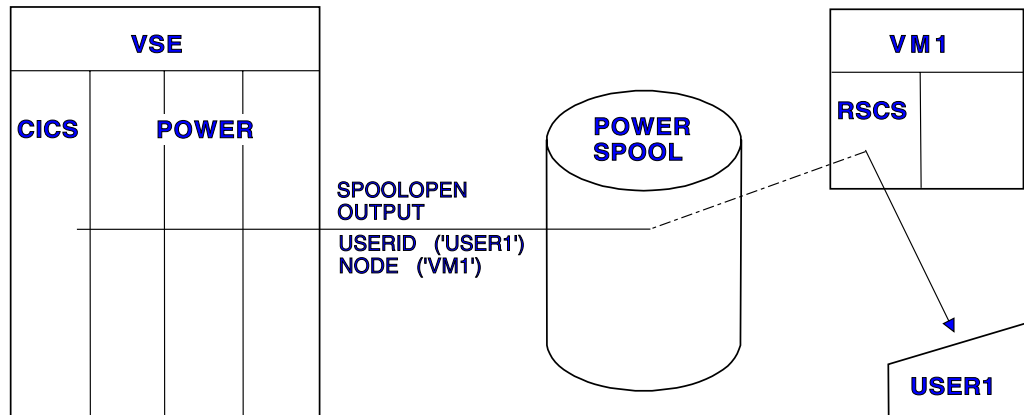 VSE
CICS
POWER
SPOOLOPEN
OUTPUT
USERID ('USER1')
NODE ('VM1')
POWER
SPOOL
VM1
RSCS
USER1